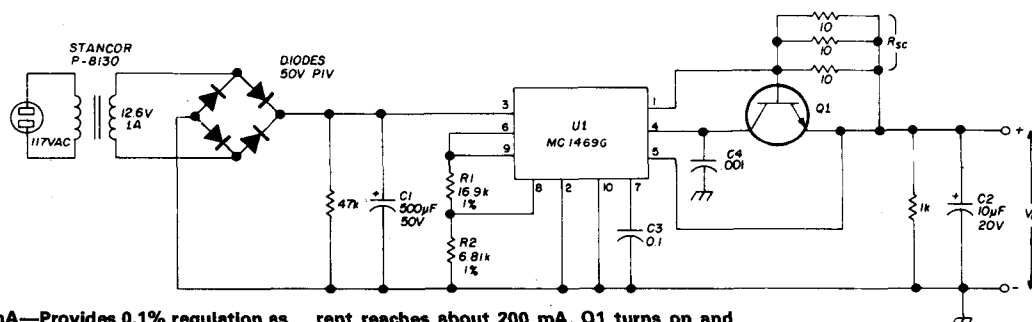 STANCOR
P-8130
117VAC
12.6V
1A
DIODES
50V PIV
47k
+
C1
500µF
50V
R1
16.9k
1%
R2
6.81k
1%
3
6
9
U1
MC1469G
8
2
10
7
1
4
5
C3
0.1
C4
.001
10
10
10
Rsc
Q1
1k
+
C2
10µF
20V
+
V
-
mA—Provides 0.1% regulation as rent reaches about 200 mA, Q1 turns on and